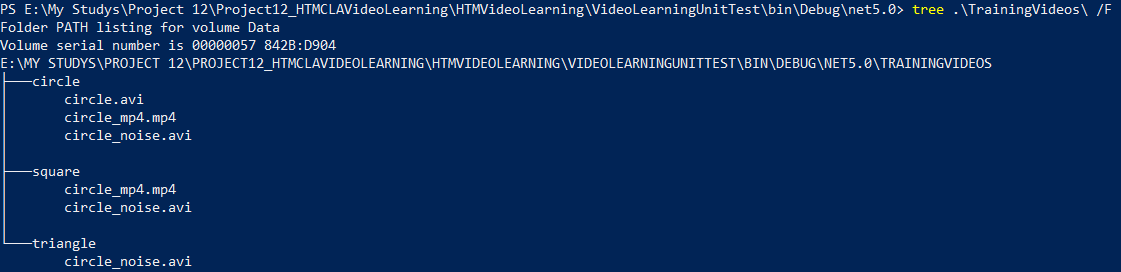 PS E:\My Studys\Project 12\Project12_HTMCLAVideoLearning\HTMVideoLearning\VideoLearningUnitTest\bin\Debug\net5.0> tree .\TrainingVideos\ /F
Folder PATH listing for volume Data
Volume serial number is 00000057 842B:D904
E:\MY STUDYS\PROJECT 12\PROJECT12_HTMCLAVIDEOLEARNING\HTMVIDEOLEARNING\VIDEOLEARNINGUNITTEST\BIN\DEBUG\NET5.0\TRAININGVIDEOS
├───circle
│       circle.avi
│       circle_mp4.mp4
│       circle_noise.avi
│
├───square
│       circle_mp4.mp4
│       circle_noise.avi
│
└───triangle
        circle_noise.avi